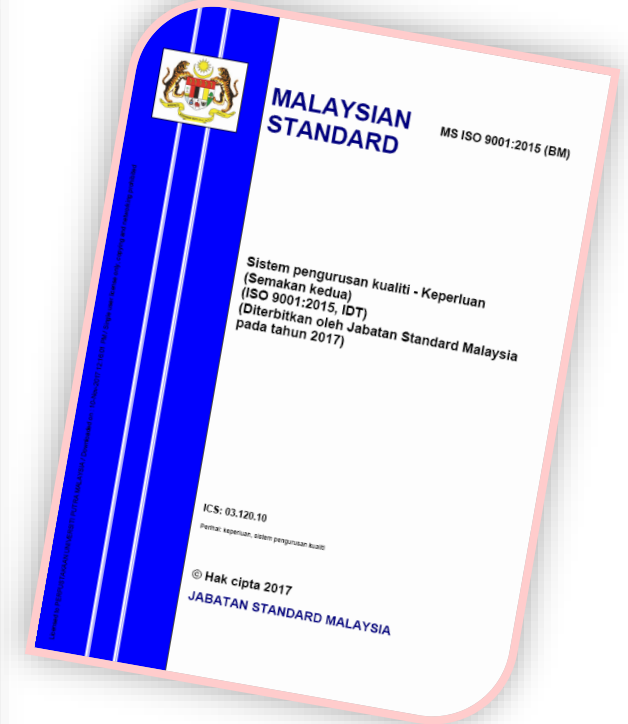 MALAYSIAN
STANDARD
MS ISO 9001:2015 (BM)
Sistem pengurusan kualiti - Keperluan
(Semakan kedua)
(ISO 9001:2015, IDT)
(Diterbitkan oleh Jabatan Standard Malaysia
pada tahun 2017)
ICS: 03.120.10
Perihal: keperluan, sistem pengurusan kualiti
© Hak cipta 2017
JABATAN STANDARD MALAYSIA